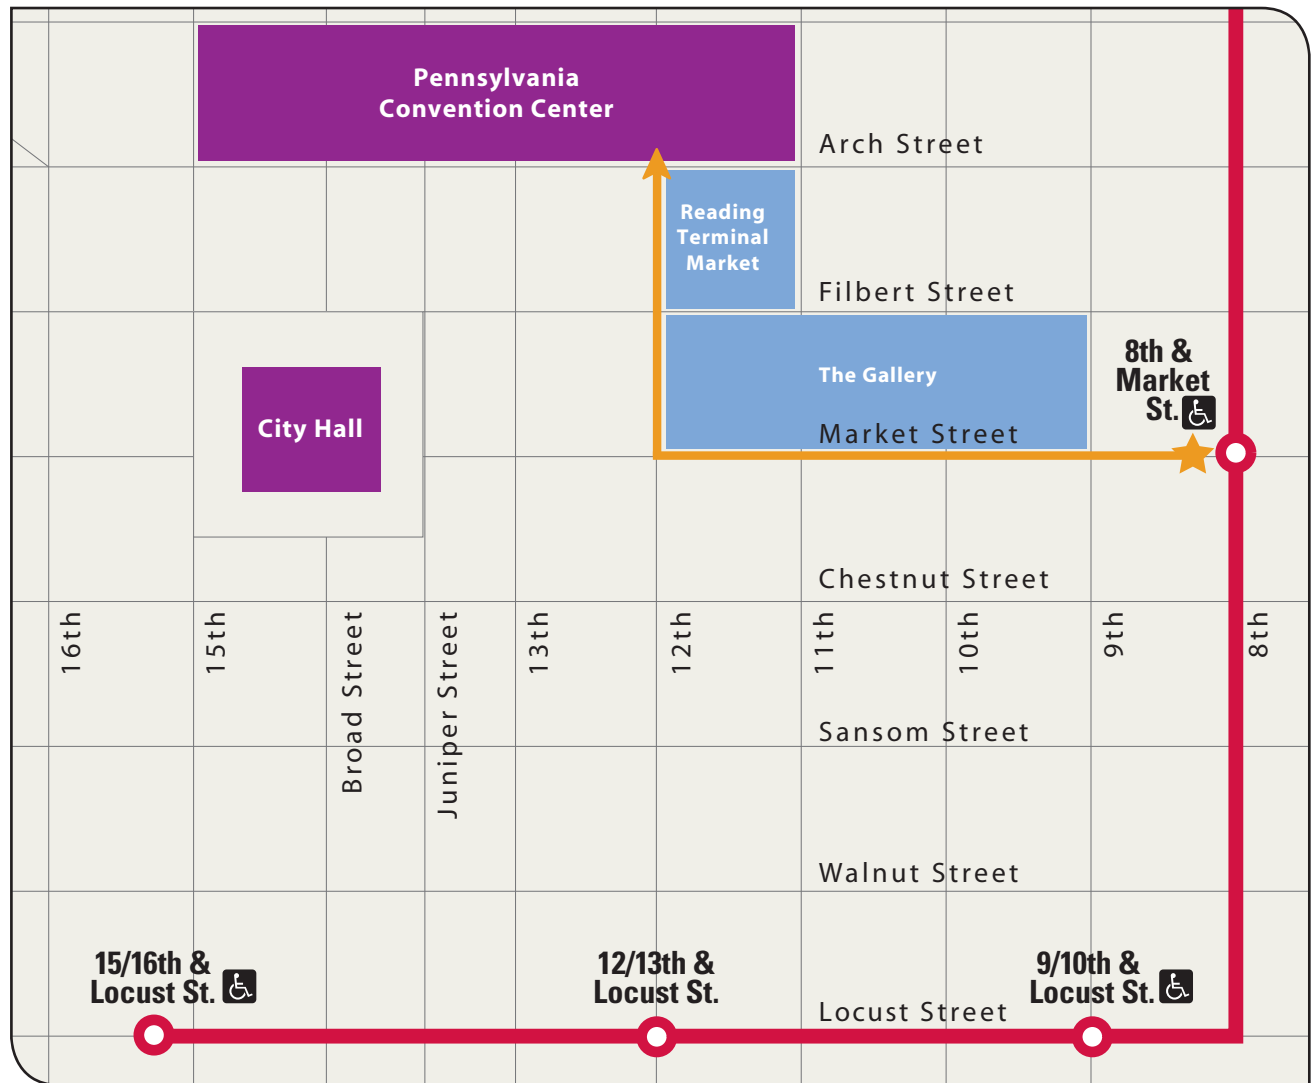 Pennsylvania
Convention Center
Arch Street
Reading
Terminal
Market
Filbert Street
8th &
Market
St.
The Gallery
City Hall
Market Street
Chestnut Street
16th
15th
Broad Street
Juniper Street
13th
12th
11th
10th
9th
8th
Sansom Street
Walnut Street
15/16th &
Locust St.
12/13th &
Locust St.
9/10th &
Locust St.
Locust Street